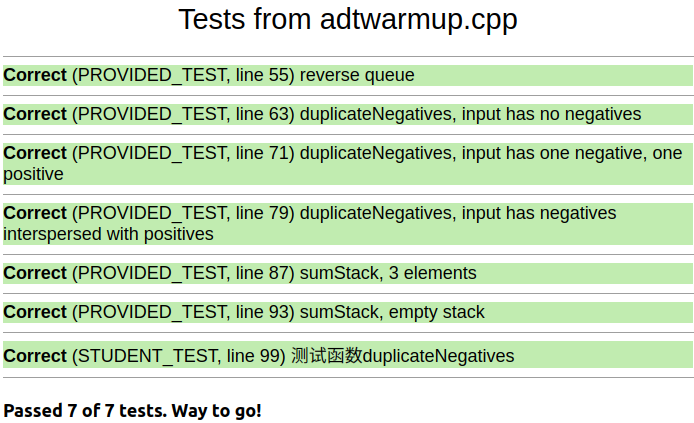 Tests from adtwarmup.cpp
Correct (PROVIDED_TEST, line 55) reverse queue
Correct (PROVIDED_TEST, line 63) duplicateNegatives, input has no negatives
Correct (PROVIDED_TEST, line 71) duplicateNegatives, input has one negative, one
positive
Correct (PROVIDED_TEST, line 79) duplicateNegatives, input has negatives
interspersed with positives
Correct (PROVIDED_TEST, line 87) sumStack, 3 elements
Correct (PROVIDED_TEST, line 93) sumStack, empty stack
Correct (STUDENT_TEST, line 99) 测试函数duplicateNegatives
Passed 7 of 7 tests. Way to go!